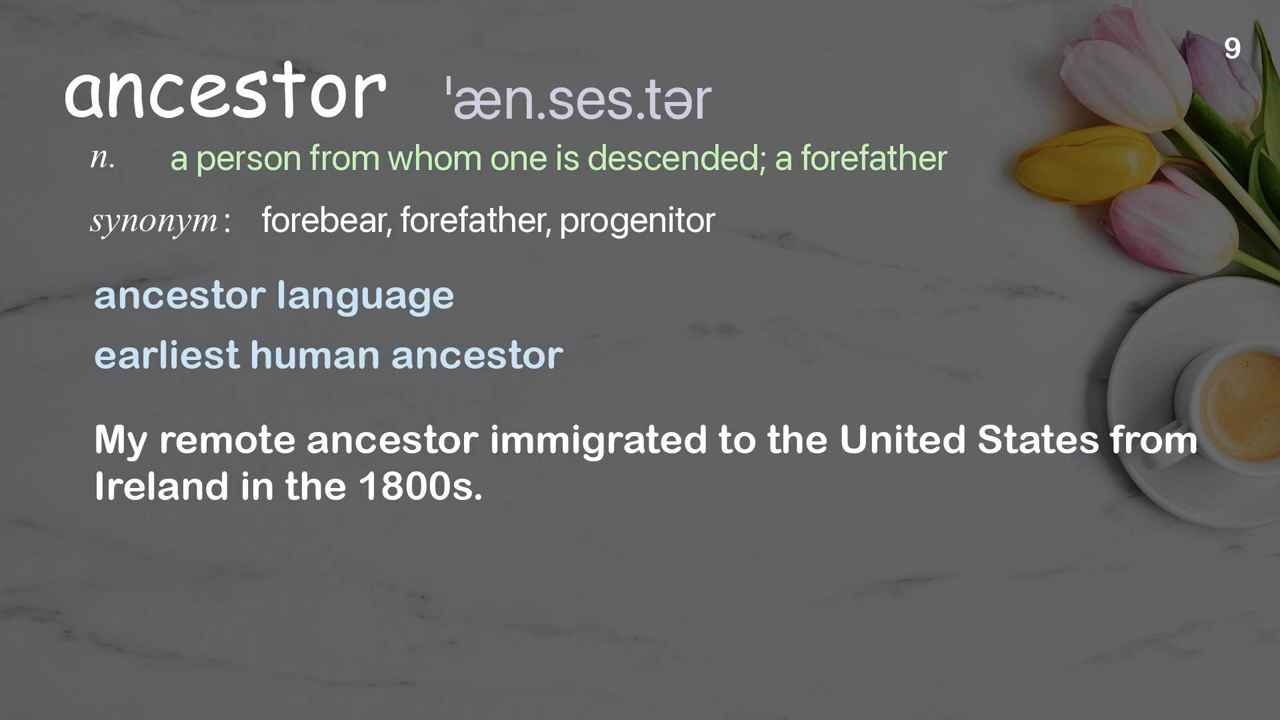 9
ancestor ˈæn.ses.tər
n. a person from whom one is descended; a forefather
synonym: forebear, forefather, progenitor
ancestor language
earliest human ancestor
My remote ancestor immigrated to the United States from
Ireland in the 1800s.